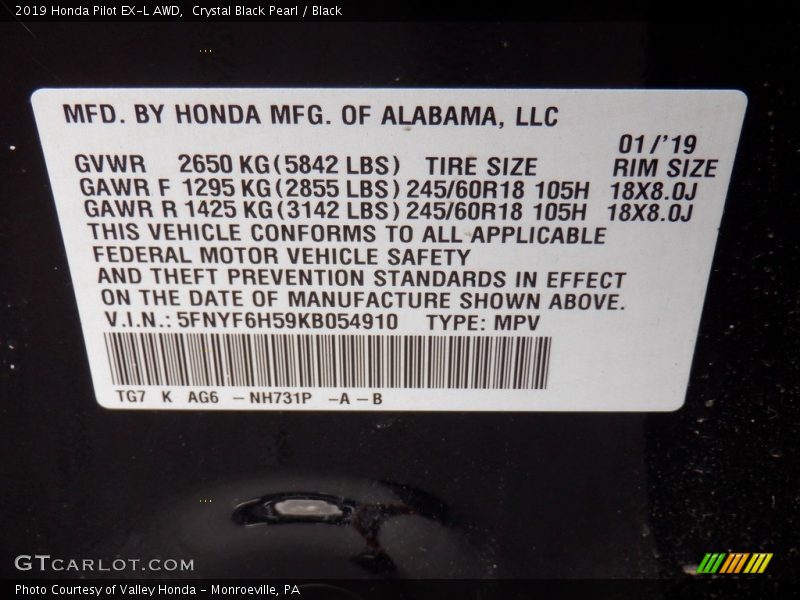 2019 Honda Pilot EX-L AWD,  Crystal Black Pearl / Black
MFD. BY HONDA MFG. OF ALABAMA, LLC
01/'19
GVWR 2650 KG(5842 LBS) TIRE SIZE RIM SIZE
GAWR F 1295 KG(2855 LBS) 245/60R18 105H 18X8.0J
GAWR R 1425 KG(3142 LBS) 245/60R18 105H 18X8.0J
THIS VEHICLE CONFORMS TO ALL APPLICABLE
FEDERAL MOTOR VEHICLE SAFETY
AND THEFT PREVENTION STANDARDS IN EFFECT
ON THE DATE OF MANUFACTURE SHOWN ABOVE.
V.I.N.: 5FNYF6H59KB054910 TYPE: MPV
TG7 K AG6 – NH731P –A – B
GTCARLOT.COM
Photo Courtesy of Valley Honda - Monroeville, PA